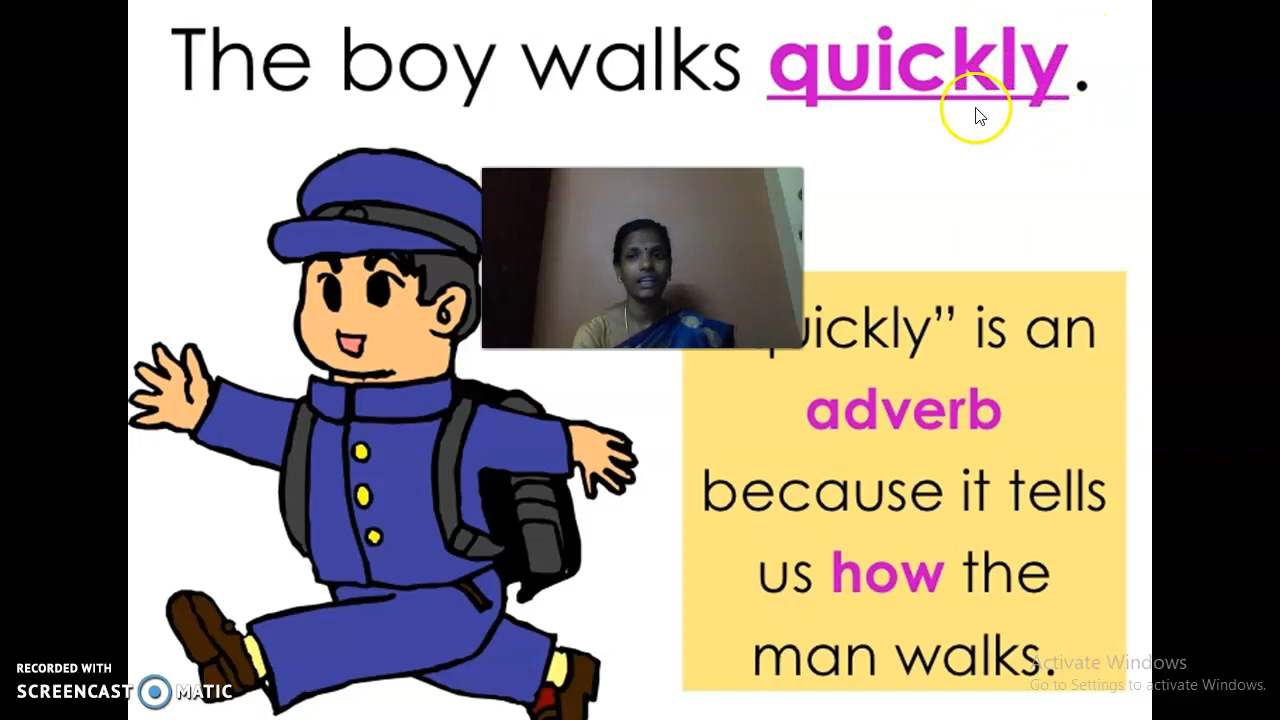 The boy walks quickly.
uickly” is an
adverb
because it tells
us how the
man walks.
Activate Windows
Go to Settings to activate Windows.
RECORDED WITH
SCREENCAST MATIC